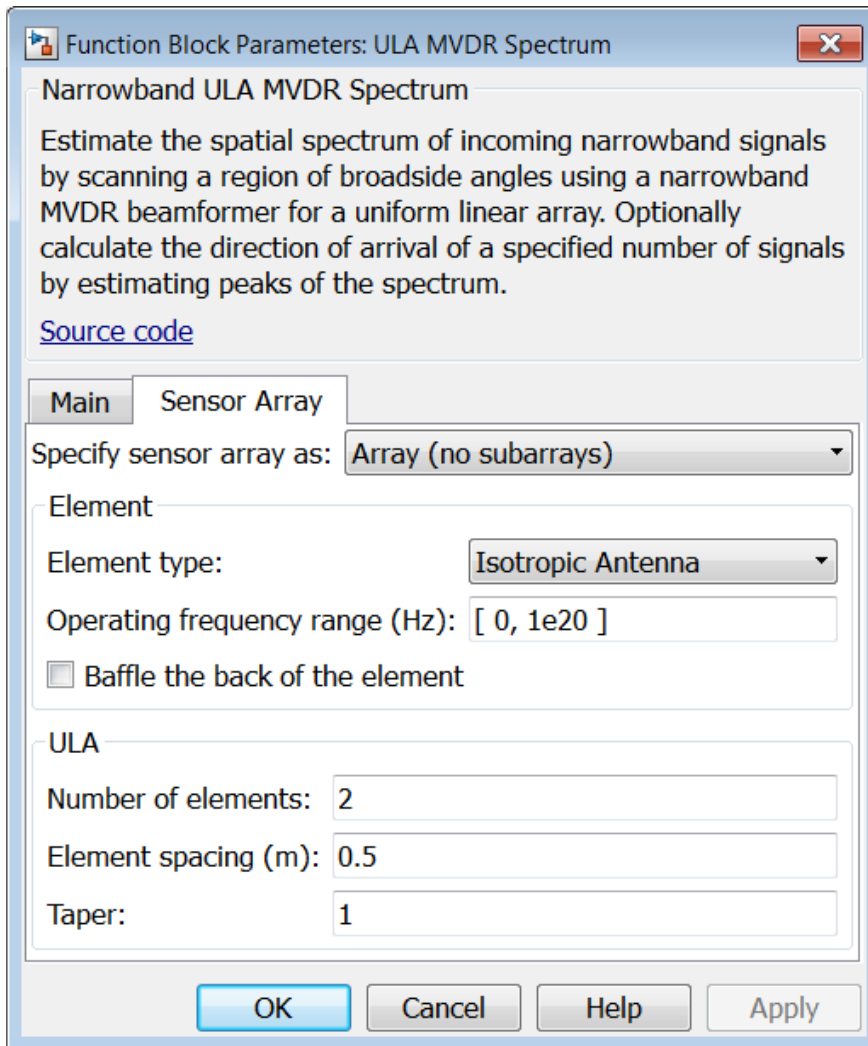 Function Block Parameters: ULA MVDR Spectrum
Narrowband ULA MVDR Spectrum
Estimate the spatial spectrum of incoming narrowband signals
by scanning a region of broadside angles using a narrowband
MVDR beamformer for a uniform linear array. Optionally
calculate the direction of arrival of a specified number of signals
by estimating peaks of the spectrum.
Source code
Main Sensor Array
Specify sensor array as: Array (no subarrays)
Element
Element type: Isotropic Antenna
Operating frequency range (Hz): [ 0, 1e20 ]
Baffle the back of the element
ULA
Number of elements: 2
Element spacing (m): 0.5
Taper: 1
OK Cancel Help Apply